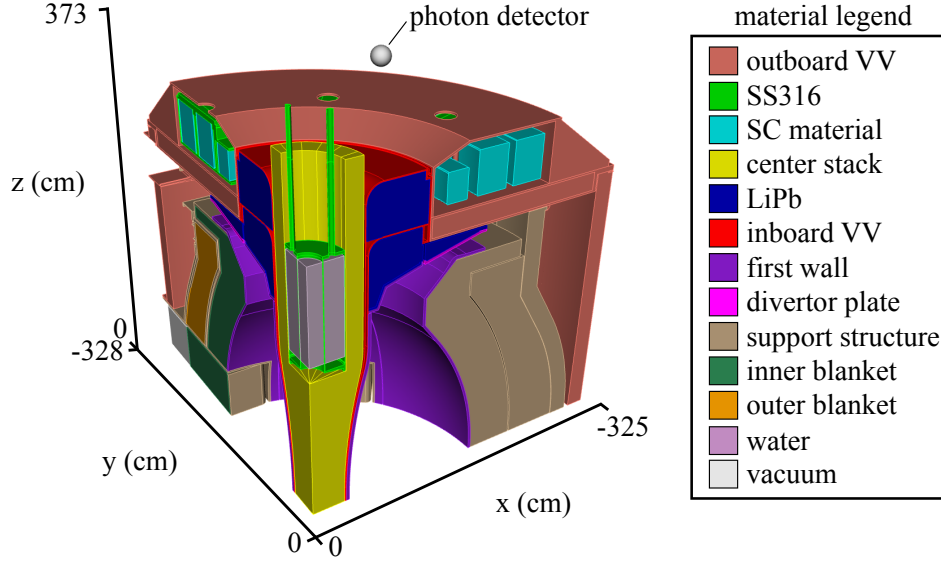 373
photon detector
z (cm)
0
-328
y (cm)
0
0
x (cm)
-325
material legend
outboard VV
SS316
SC material
center stack
LiPb
inboard VV
first wall
divertor plate
support structure
inner blanket
outer blanket
water
vacuum